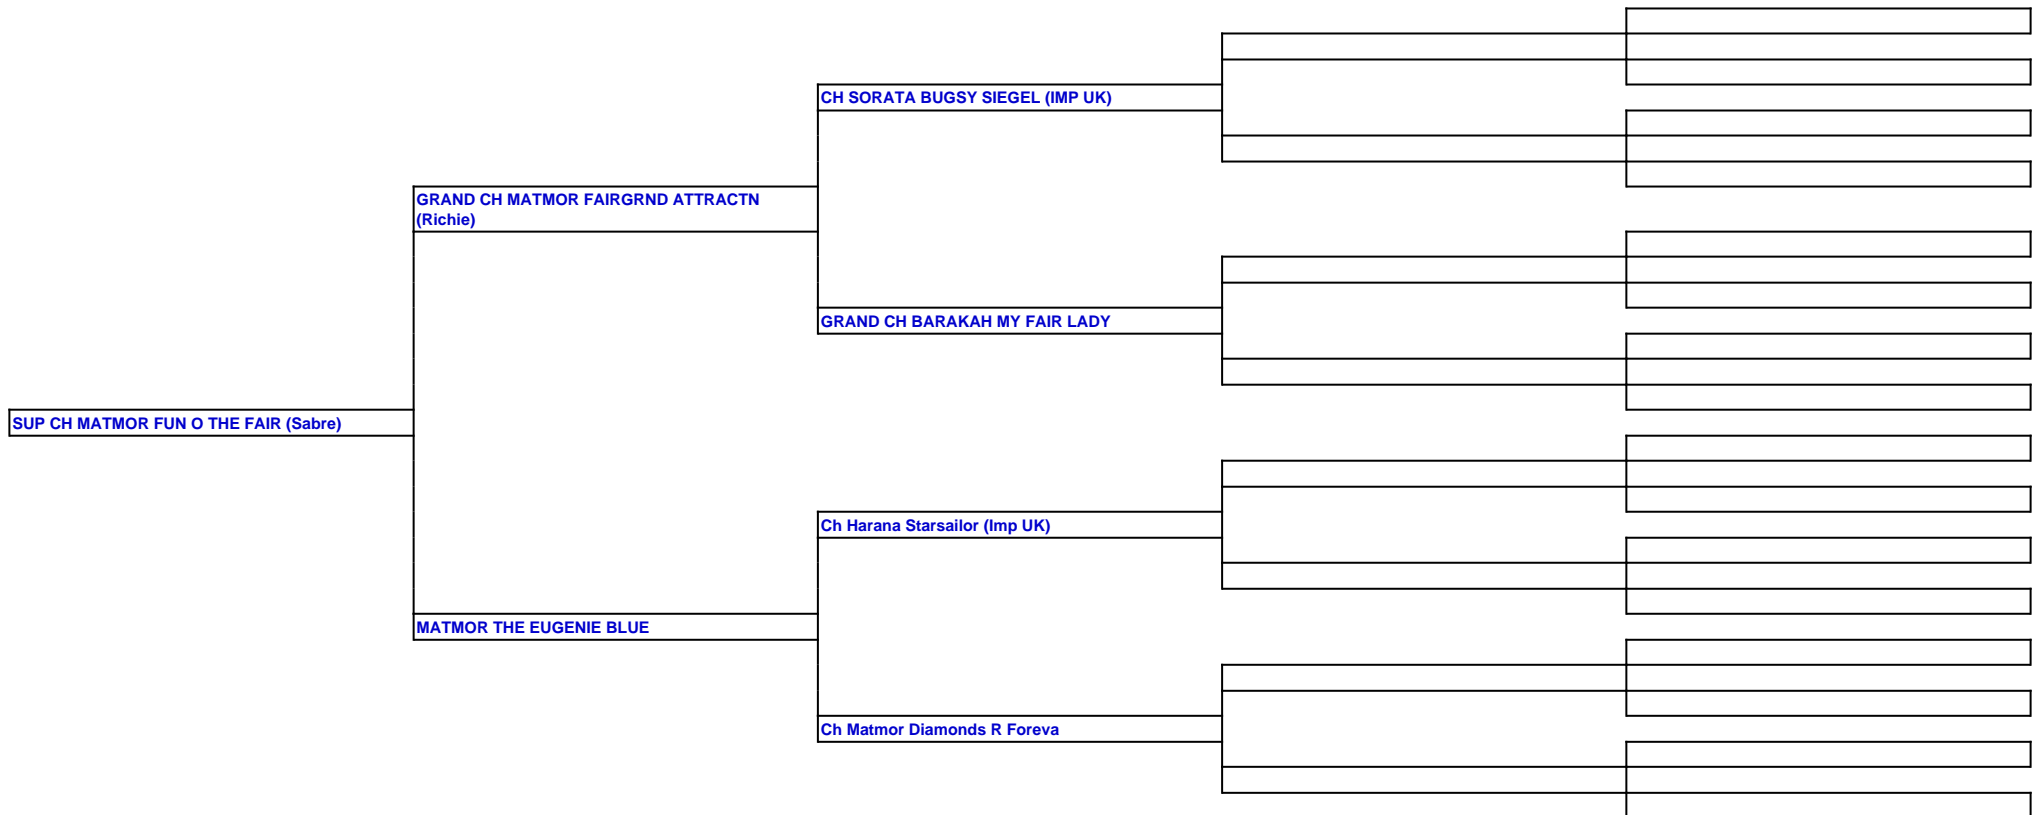 CH SORATA BUGSY SIEGEL (IMP UK)
GRAND CH MATMOR FAIRGRND ATTRACTN
(Richie)
GRAND CH BARAKAH MY FAIR LADY
SUP CH MATMOR FUN O THE FAIR (Sabre)
Ch Harana Starsailor (Imp UK)
MATMOR THE EUGENIE BLUE
Ch Matmor Diamonds R Foreva